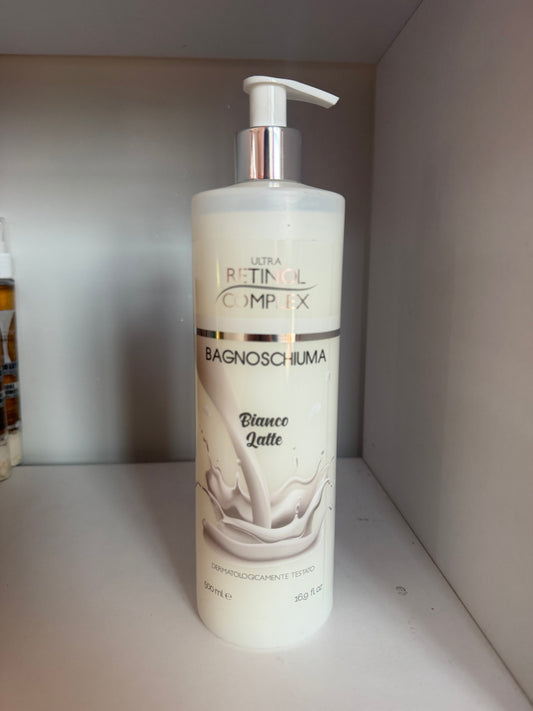 ULTRA
RETINOL
COMPLEX
BAGNOSCHIUMA
Bianco
Latte
DERMATOLOGICAMENTE TESTATO
500 ml e 16.9 fl oz